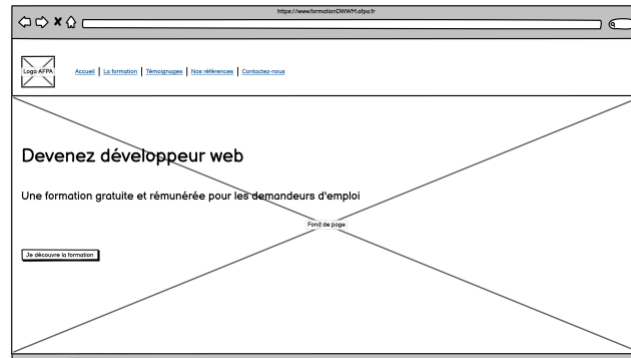 https://www.formationDWWM.afpa.fr
Logo AFPA
Accueil | La formation | Témoignages | Nos références | Contactez-nous
Devenez développeur web
Une formation gratuite et rémunérée pour les demandeurs d'emploi
Fond de page
Je découvre la formation